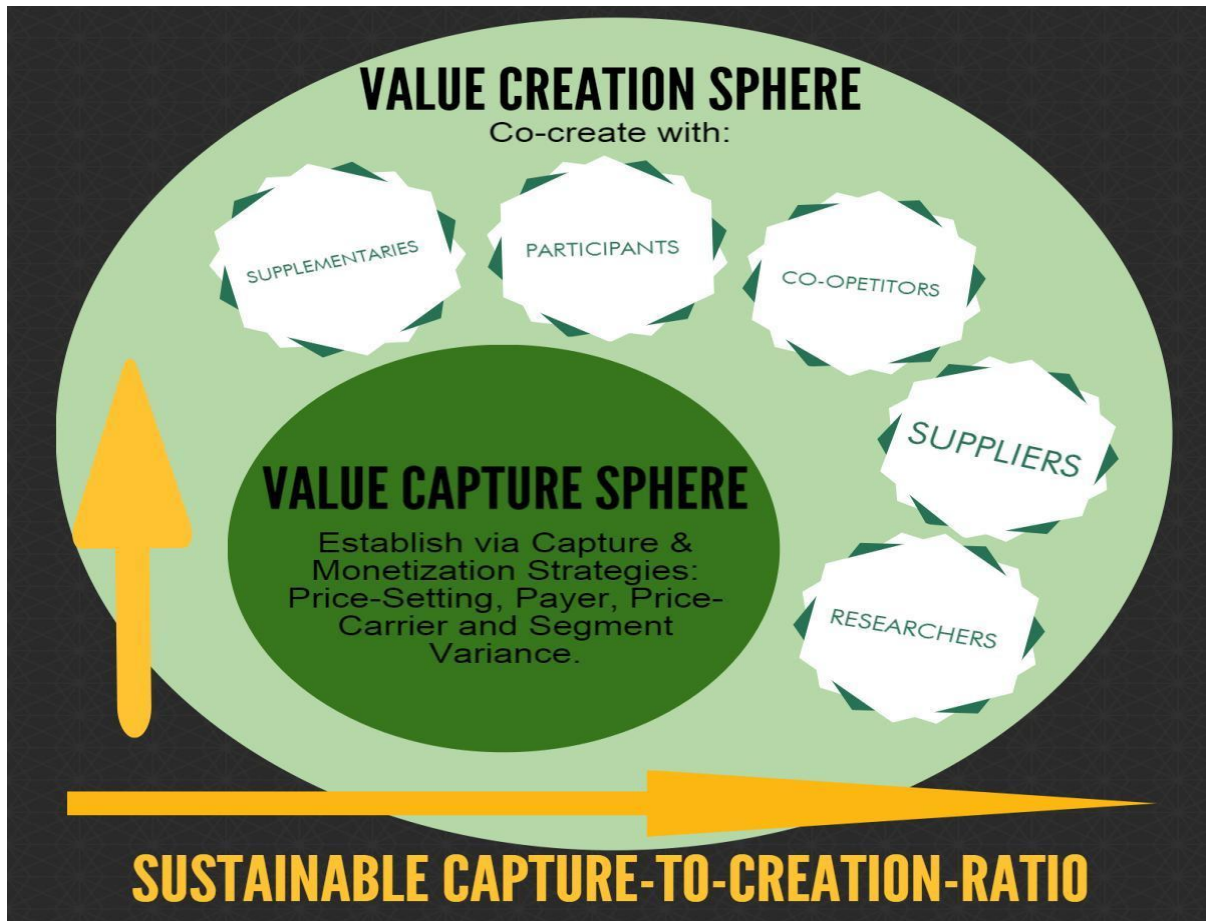 VALUE CREATION SPHERE
Co-create with:
SUPPLEMENTARIES
PARTICIPANTS
CO-OPETITORS
SUPPLIERS
RESEARCHERS
VALUE CAPTURE SPHERE
Establish via Capture &
Monetization Strategies:
Price-Setting, Payer, Price-
Carrier and Segment
Variance.
SUSTAINABLE CAPTURE-TO-CREATION-RATIO